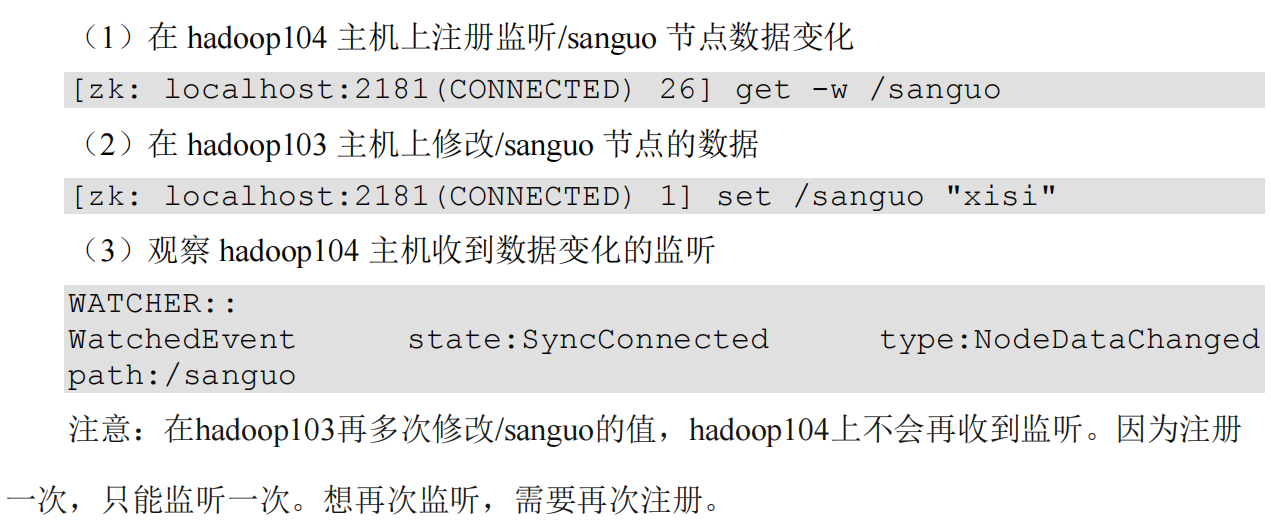 （1）在 hadoop104 主机上注册监听/sanguo 节点数据变化
[zk: localhost:2181(CONNECTED) 26] get -w /sanguo
（2）在 hadoop103 主机上修改/sanguo 节点的数据
[zk: localhost:2181(CONNECTED) 1] set /sanguo "xisi"
（3）观察 hadoop104 主机收到数据变化的监听
WATCHER::
WatchedEvent state:SyncConnected type:NodeDataChanged
path:/sanguo
注意：在hadoop103再多次修改/sanguo的值，hadoop104上不会再收到监听。因为注册
一次，只能监听一次。想再次监听，需要再次注册。